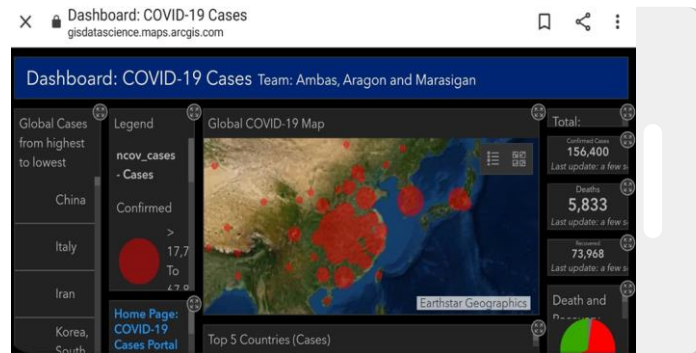 Dashboard: COVID-19 Cases
gisdatascience.maps.arcgis.com
Dashboard: COVID-19 Cases Team: Ambas, Aragon and Marasigan
Global Cases
from highest
to lowest
China
Italy
Iran
Korea,
South
Legend
ncov_cases
- Cases
Confirmed
>
17,7
To
47,8
Home Page:
COVID-19
Cases Portal
Global COVID-19 Map
Earthstar Geographics
Top 5 Countries (Cases)
Total:
Confirmed Cases
156,400
Last update: a few s
Deaths
5,833
Last update: a few s
Recovered
73,968
Last update: a few s
Death and